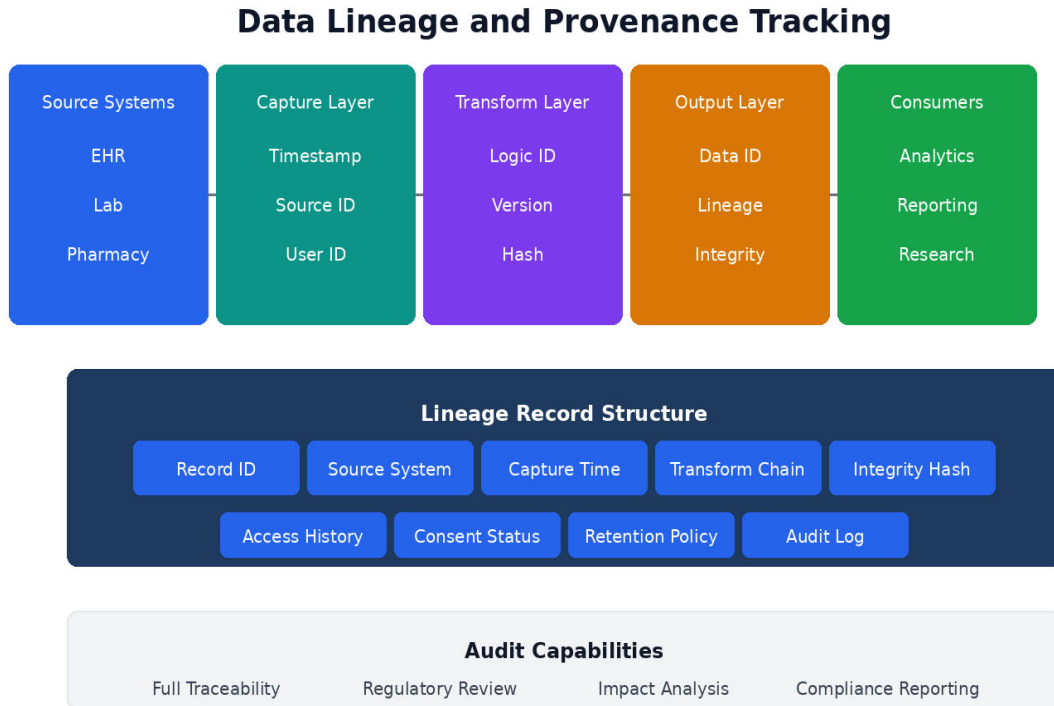 Data Lineage and Provenance Tracking
Source Systems
EHR
Lab
Pharmacy
Capture Layer
Timestamp
Source ID
User ID
Transform Layer
Logic ID
Version
Hash
Output Layer
Data ID
Lineage
Integrity
Consumers
Analytics
Reporting
Research
Lineage Record Structure
Record ID
Source System
Capture Time
Transform Chain
Integrity Hash
Access History
Consent Status
Retention Policy
Audit Log
Audit Capabilities
Full Traceability
Regulatory Review
Impact Analysis
Compliance Reporting